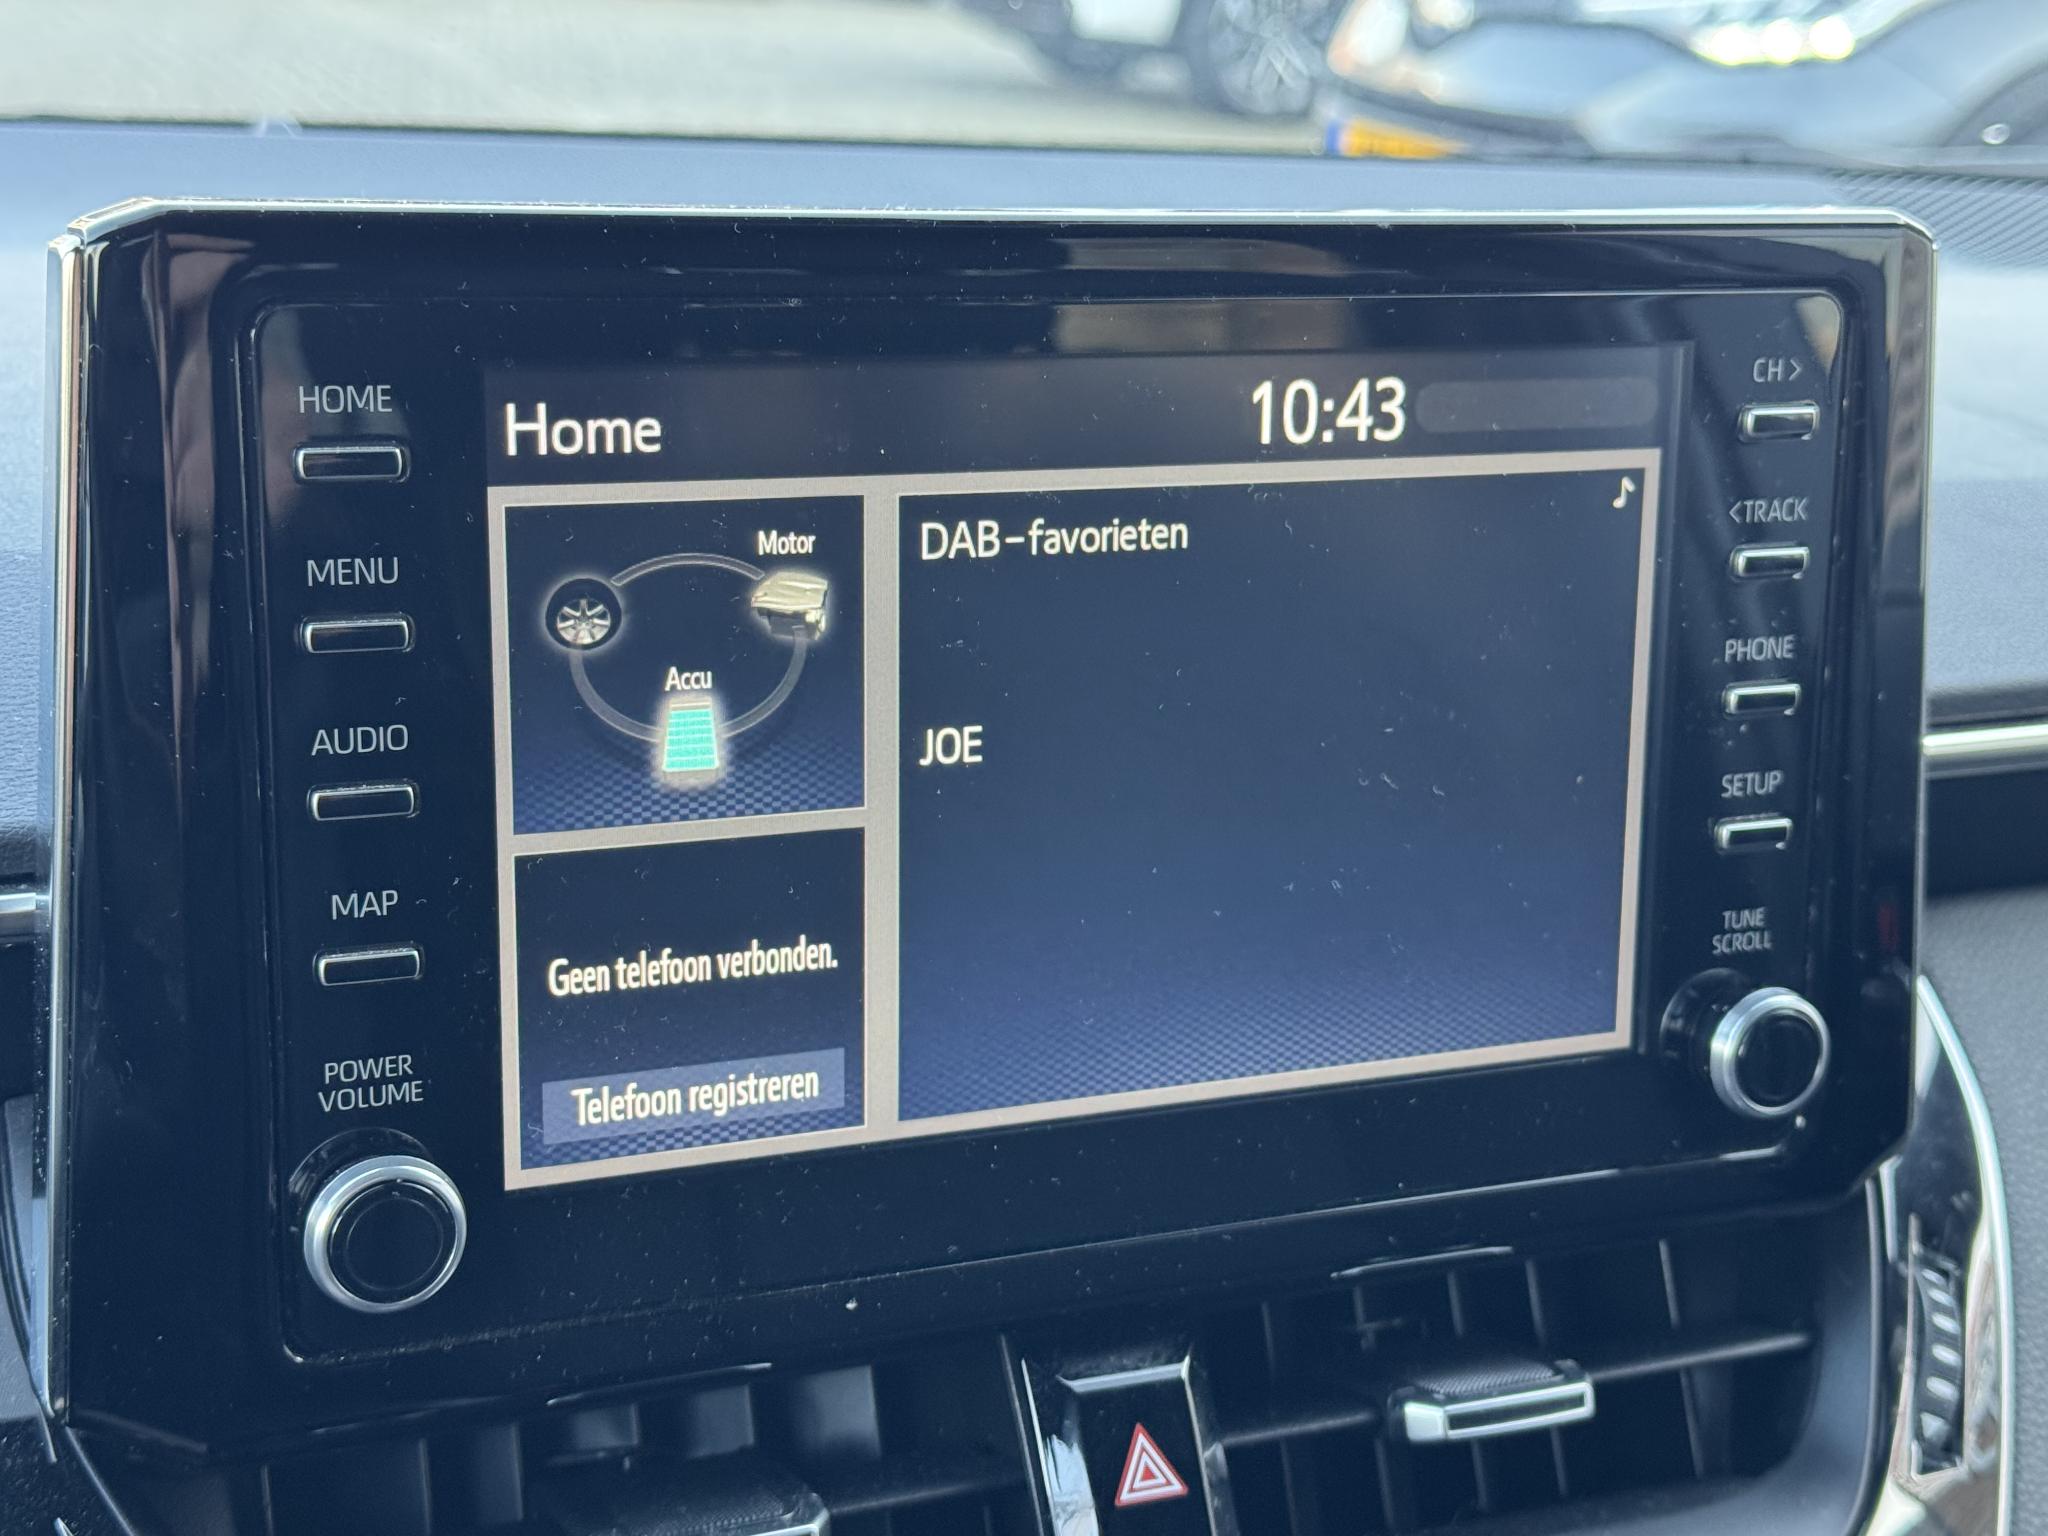 HOME
MENU
AUDIO
MAP
POWER
VOLUME
Home
10:43
Motor
Accu
Geen telefoon verbonden.
Telefoon registreren
DAB-favorieten
JOE
CH>
<TRACK
PHONE
SETUP
TUNE
SCROLL